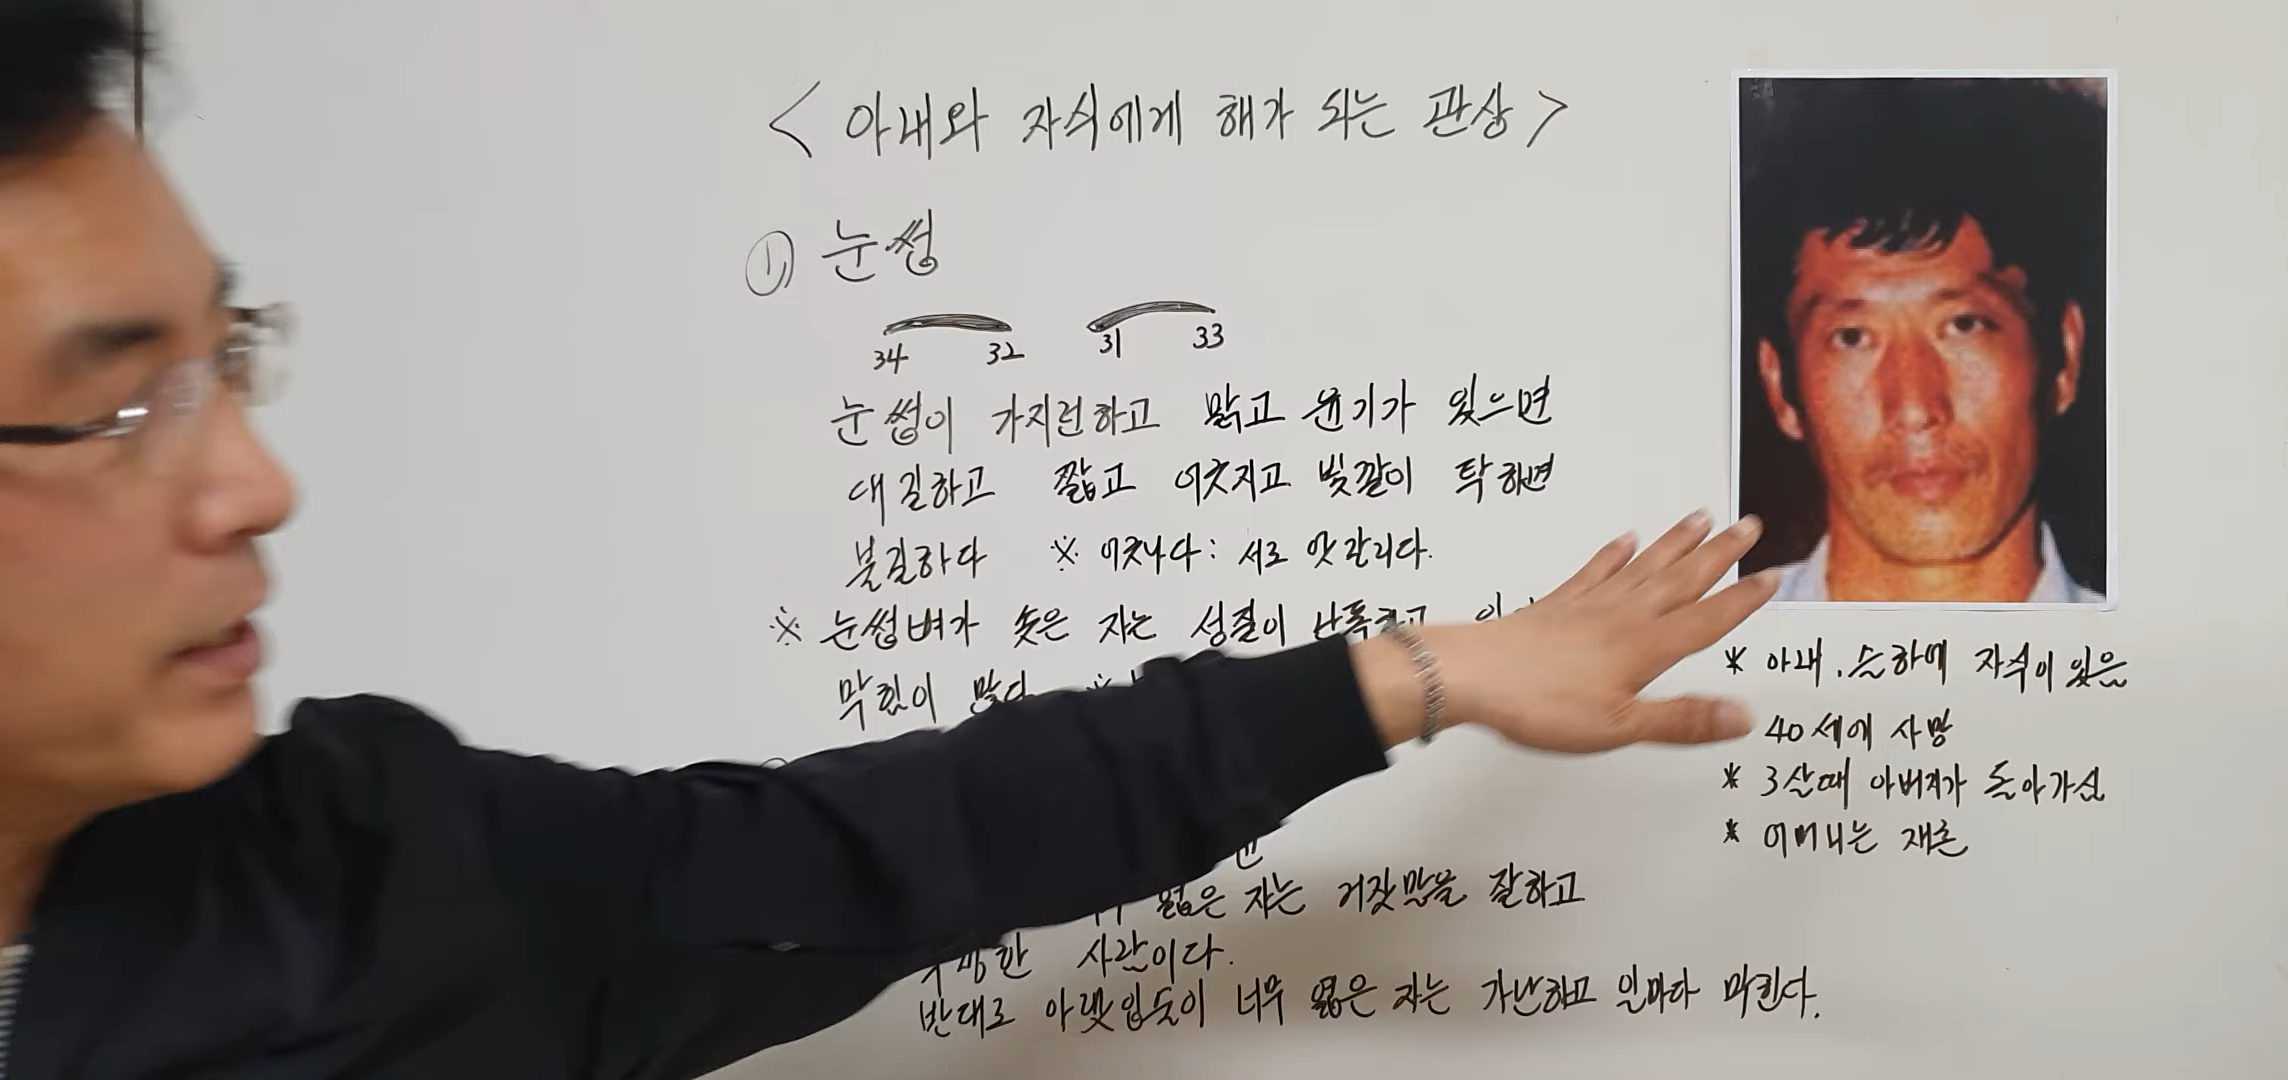 < 아내와 자식에게 해가 되는 관상 >
① 눈썹
34 32 31 33
눈썹이 가지런하고 맑고 윤기가 있으면
대길하고 짧고 어긋지고 빛깔이 탁하면
불길하다 ※ 어긋나다: 서로 엇갈리다.
※ 눈썹뼈가 솟은 자는 성질이 난폭하고
막힘이 많다
얇은 자는 거짓말을 잘하고
사람이다.
반대로 아랫입술이 너무 엷은 자는 가난하고 일마다 막힌다.
* 아내, 슬하에 자식이 있음
40세에 사망
* 3살때 아버지가 돌아가심
* 어머니는 재혼